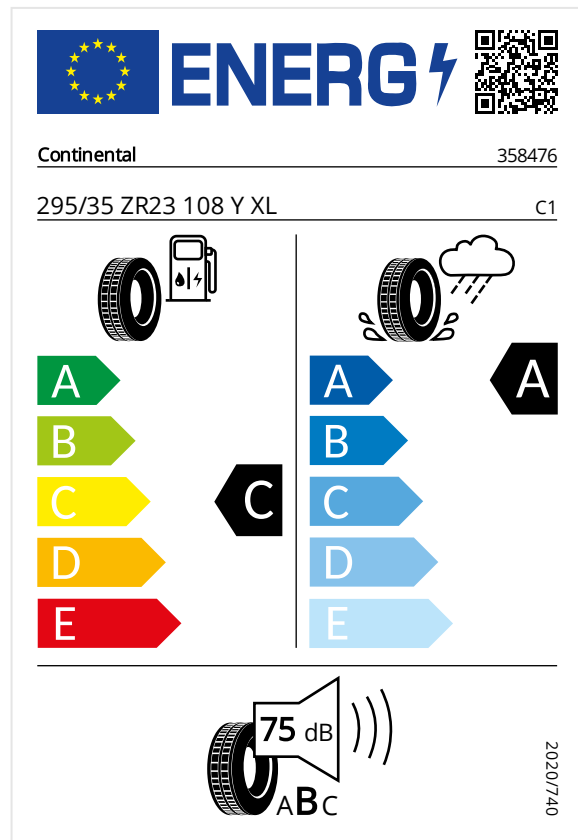 ENERG
Continental 358476
295/35 ZR23 108 Y XL C1
A A A
B B
C C C
D D
E E
75 dB
ABC
2020/740